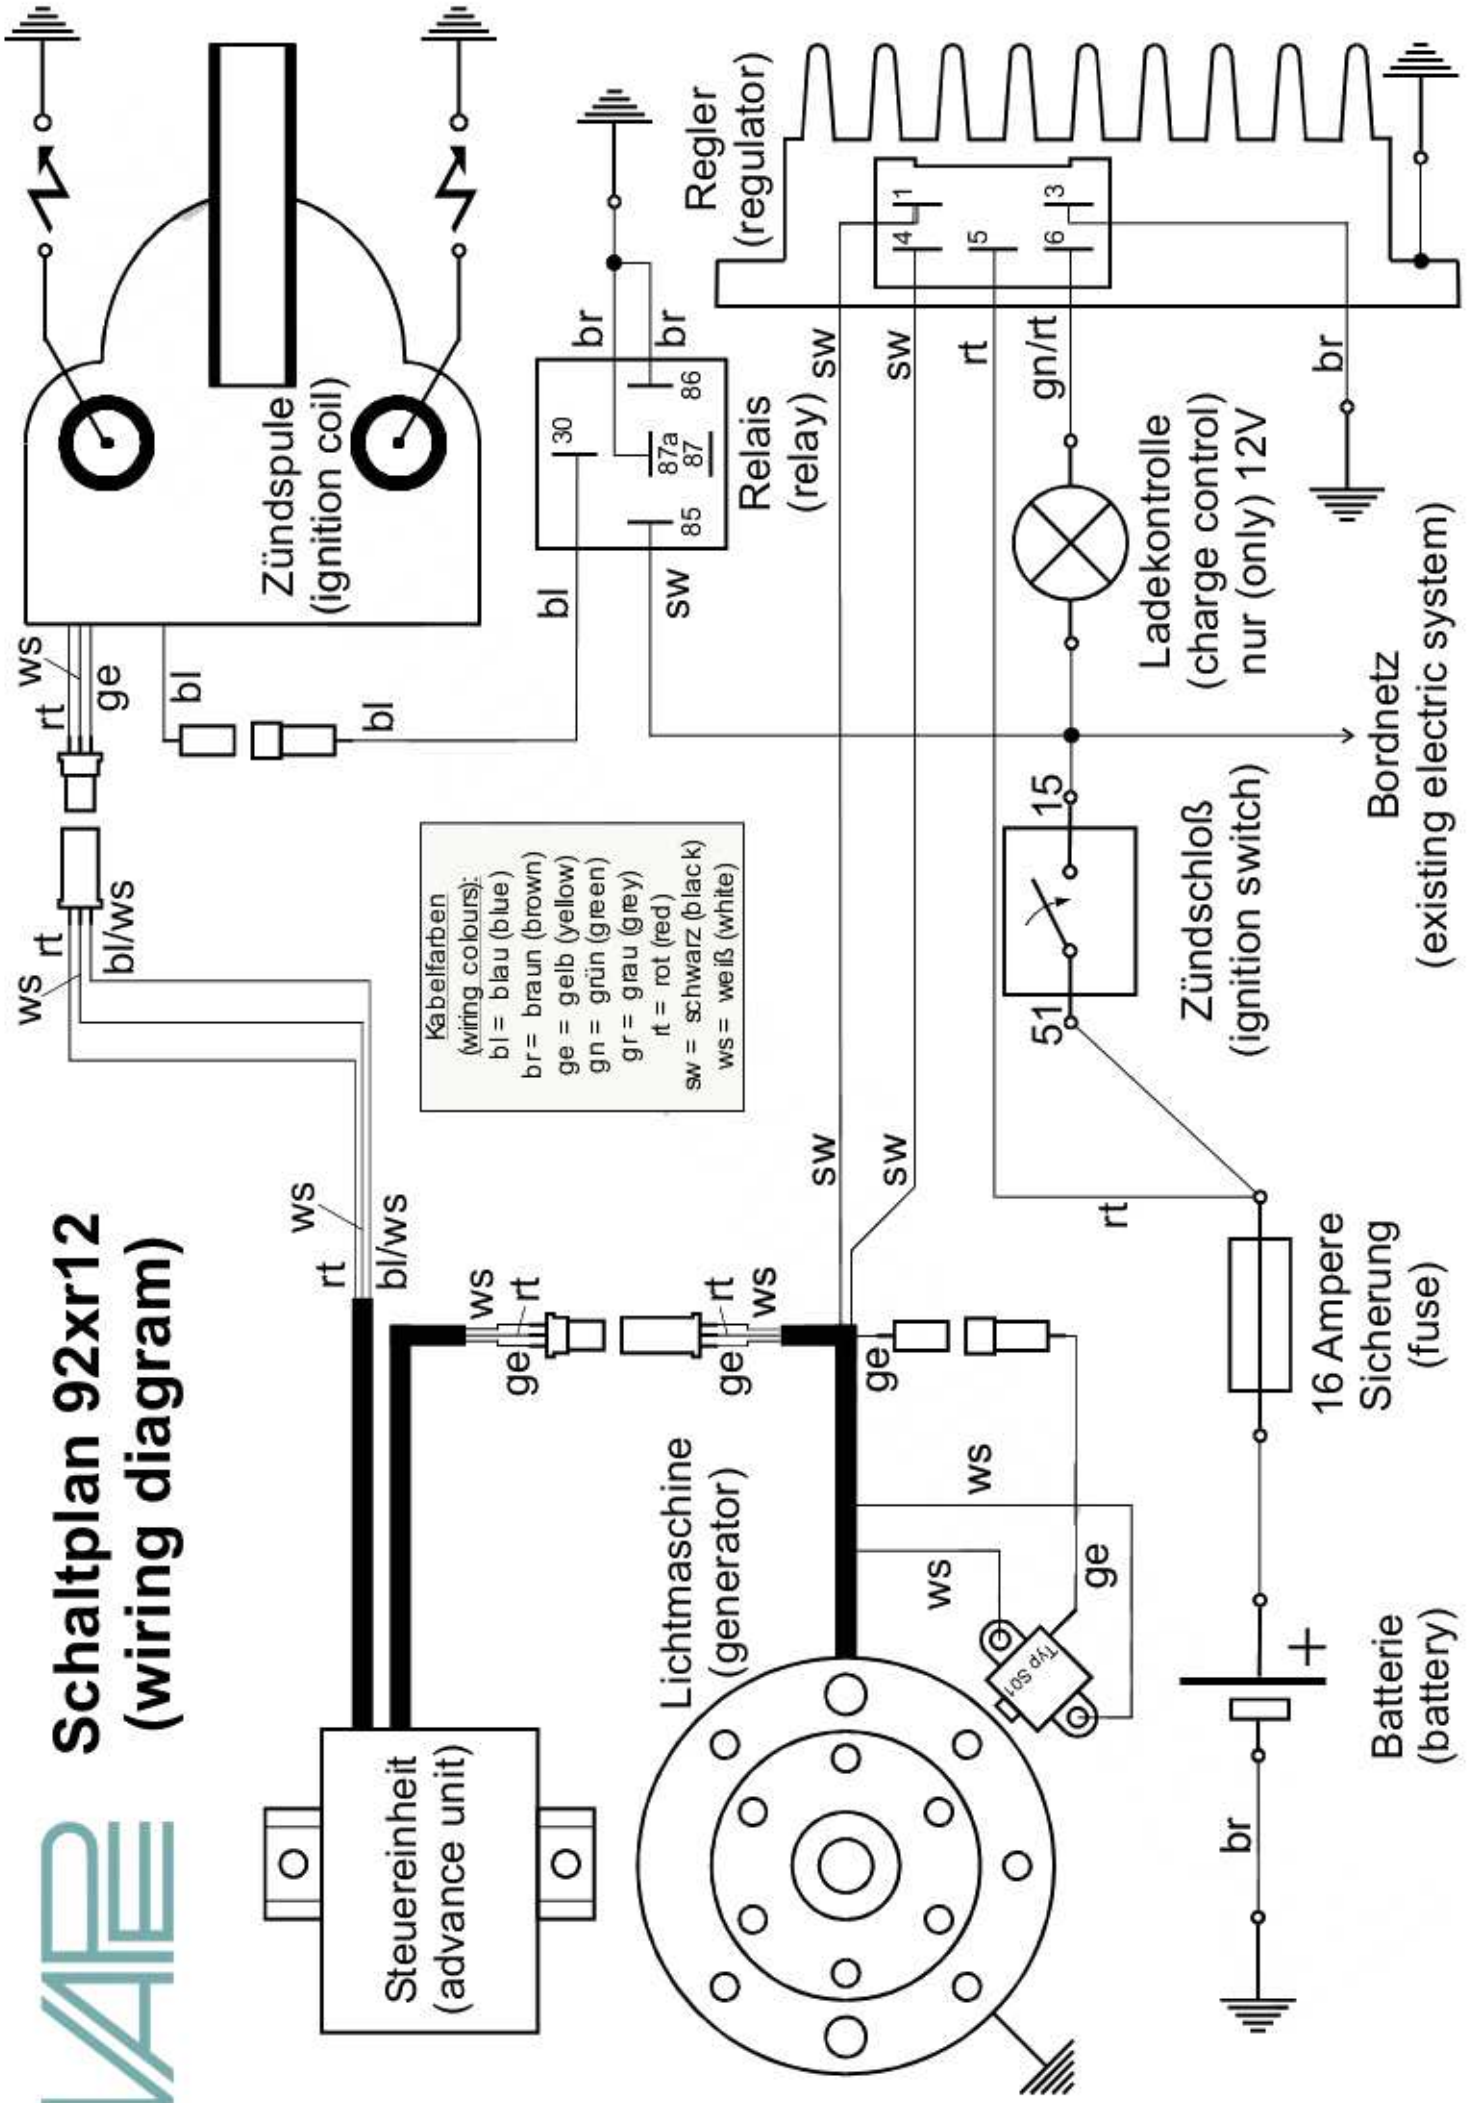 VAPE
Schaltplan 92xr12
(wiring diagram)
Steuereinheit
(advance unit)
rt
ws
bl/ws
ws
rt
bl/ws
rt
ws
ge
bl
bl
bl
Zündspule
(ignition coil)
Kabelfarben
(wiring colours):
bl = blau (blue)
br = braun (brown)
ge = gelb (yellow)
gn = grün (green)
gr = grau (grey)
rt = rot (red)
sw = schwarz (black)
ws = weiß (white)
ws
rt
ge
rt
ws
ge
ge
Lichtmaschine
(generator)
ws
ws
ge
Typ S01
sw
sw
sw
sw
30
87a
87
85
86
br
br
sw
Relais
(relay)
Regler
(regulator)
1
4
5
3
6
rt
gn/rt
br
Ladekontrolle
(charge control)
nur (only) 12V
15
51
Zündschloß
(ignition switch)
Bordnetz
(existing electric system)
rt
16 Ampere
Sicherung
(fuse)
+
Batterie
(battery)
br